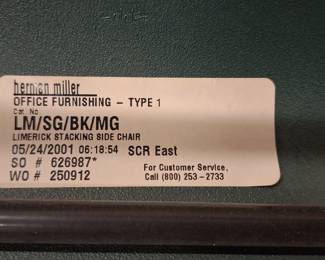 herman miller
OFFICE FURNISHING – TYPE 1
Cat. No
LM/SG/BK/MG
LIMERICK STACKING SIDE CHAIR
05/24/2001 06:18:54 SCR East
SO # 626987*
WO # 250912
For Customer Service,
Call (800) 253-2733